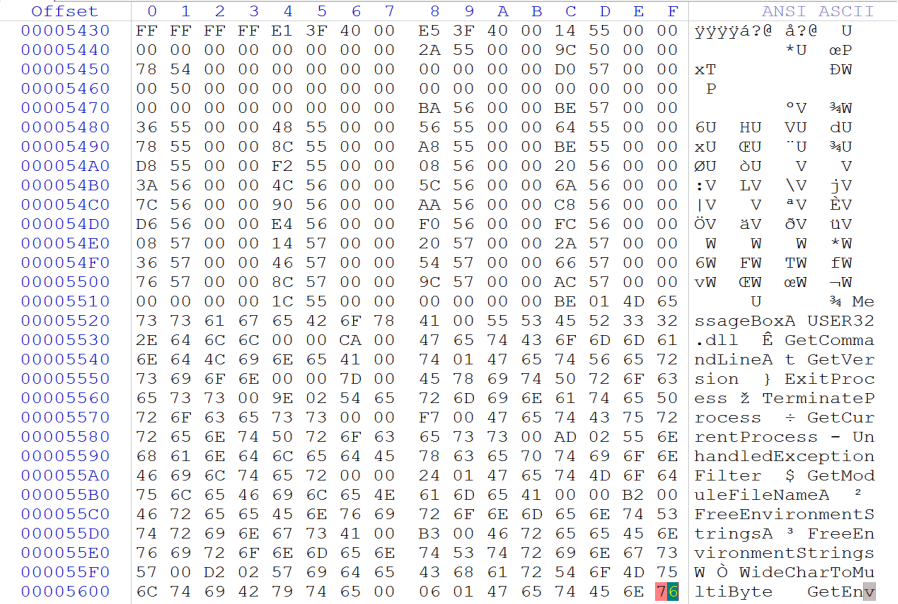 Offset 0 1 2 3 4 5 6 7 8 9 A B C D E F ANSI ASCII
00005430 FF FF FF FF E1 3F 40 00 E5 3F 40 00 14 55 00 00 ÿÿÿÿá?@ å?@ U
00005440 00 00 00 00 00 00 00 00 2A 55 00 00 9C 50 00 00 *U œP
00005450 78 54 00 00 00 00 00 00 00 00 00 00 D0 57 00 00 xT ÐW
00005460 00 50 00 00 00 00 00 00 00 00 00 00 00 00 00 00 P
00005470 00 00 00 00 00 00 00 00 BA 56 00 00 BE 57 00 00 ºV ¾W
00005480 36 55 00 00 48 55 00 00 56 55 00 00 64 55 00 00 6U HU VU dU
00005490 78 55 00 00 8C 55 00 00 A8 55 00 00 BE 55 00 00 xU ŒU ¨U ¾U
000054A0 D8 55 00 00 F2 55 00 00 08 56 00 00 20 56 00 00 ØU òU V V
000054B0 3A 56 00 00 4C 56 00 00 5C 56 00 00 6A 56 00 00 :V LV \V jV
000054C0 7C 56 00 00 90 56 00 00 AA 56 00 00 C8 56 00 00 |V V ªV ÈV
000054D0 D6 56 00 00 E4 56 00 00 F0 56 00 00 FC 56 00 00 ÖV äV ðV üV
000054E0 08 57 00 00 14 57 00 00 20 57 00 00 2A 57 00 00 W W W *W
000054F0 36 57 00 00 46 57 00 00 54 57 00 00 66 57 00 00 6W FW TW fW
00005500 76 57 00 00 8C 57 00 00 9C 57 00 00 AC 57 00 00 vW ŒW œW ¬W
00005510 00 00 00 00 1C 55 00 00 00 00 00 00 BE 01 4D 65 U ¾ Me
00005520 73 73 61 67 65 42 6F 78 41 00 55 53 45 52 33 32 ssageBoxA USER32
00005530 2E 64 6C 6C 00 00 CA 00 47 65 74 43 6F 6D 6D 61 .dll Ê GetComma
00005540 6E 64 4C 69 6E 65 41 00 74 01 47 65 74 56 65 72 ndLineA t GetVer
00005550 73 69 6F 6E 00 00 7D 00 45 78 69 74 50 72 6F 63 sion } ExitProc
00005560 65 73 73 00 9E 02 54 65 72 6D 69 6E 61 74 65 50 ess ž TerminateP
00005570 72 6F 63 65 73 73 00 00 F7 00 47 65 74 43 75 72 rocess ÷ GetCur
00005580 72 65 6E 74 50 72 6F 63 65 73 73 00 AD 02 55 6E rentProcess - Un
00005590 68 61 6E 64 6C 65 64 45 78 63 65 70 74 69 6F 6E handledException
000055A0 46 69 6C 74 65 72 00 00 24 01 47 65 74 4D 6F 64 Filter $ GetMod
000055B0 75 6C 65 46 69 6C 65 4E 61 6D 65 41 00 00 B2 00 uleFileNameA ²
000055C0 46 72 65 65 45 6E 76 69 72 6F 6E 6D 65 6E 74 53 FreeEnvironmentS
000055D0 74 72 69 6E 67 73 41 00 B3 00 46 72 65 65 45 6E tringsA ³ FreeEn
000055E0 76 69 72 6F 6E 6D 65 6E 74 53 74 72 69 6E 67 73 vironmentStrings
000055F0 57 00 D2 02 57 69 64 65 43 68 61 72 54 6F 4D 75 W Ò WideCharToMu
00005600 6C 74 69 42 79 74 65 00 06 01 47 65 74 45 6E 76 ltiByte GetEnv